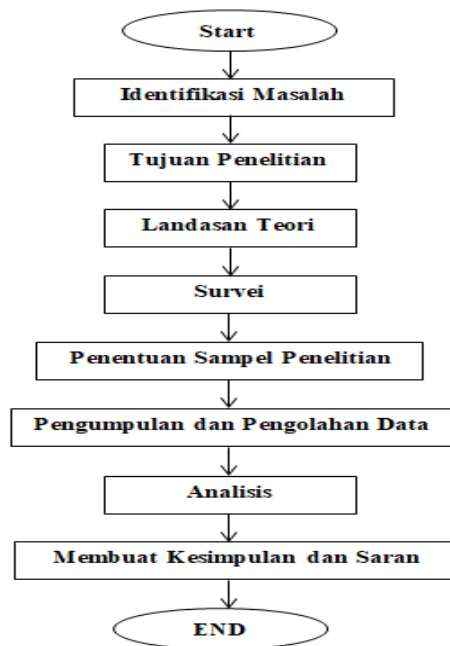 Start
Identifikasi Masalah
Tujuan Penelitian
Landasan Teori
Survei
Penentuan Sampel Penelitian
Pengumpulan dan Pengolahan Data
Analisis
Membuat Kesimpulan dan Saran
END